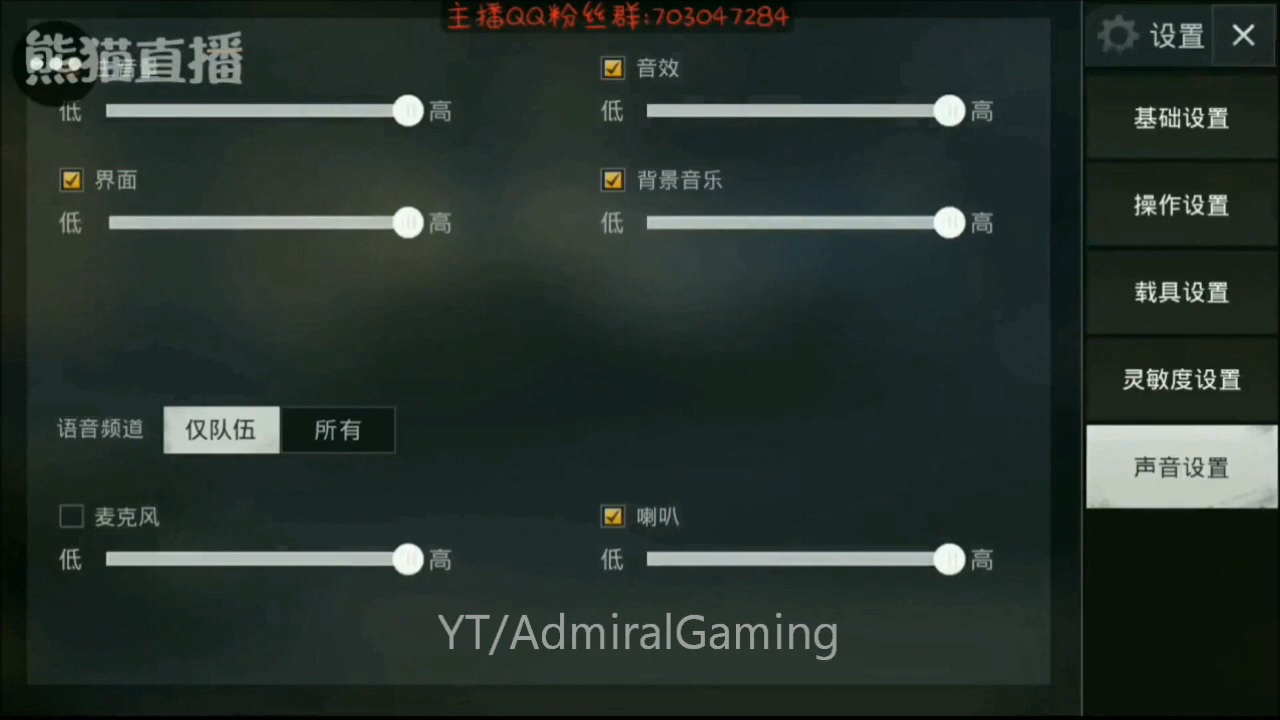 主播QQ粉丝群:703047284
熊猫直播
音效
低 高
低 高
界面
背景音乐
低 高
低 高
语音频道 仅队伍 所有
麦克风
喇叭
低 高
低 高
YT/AdmiralGaming
设置
基础设置
操作设置
载具设置
灵敏度设置
声音设置